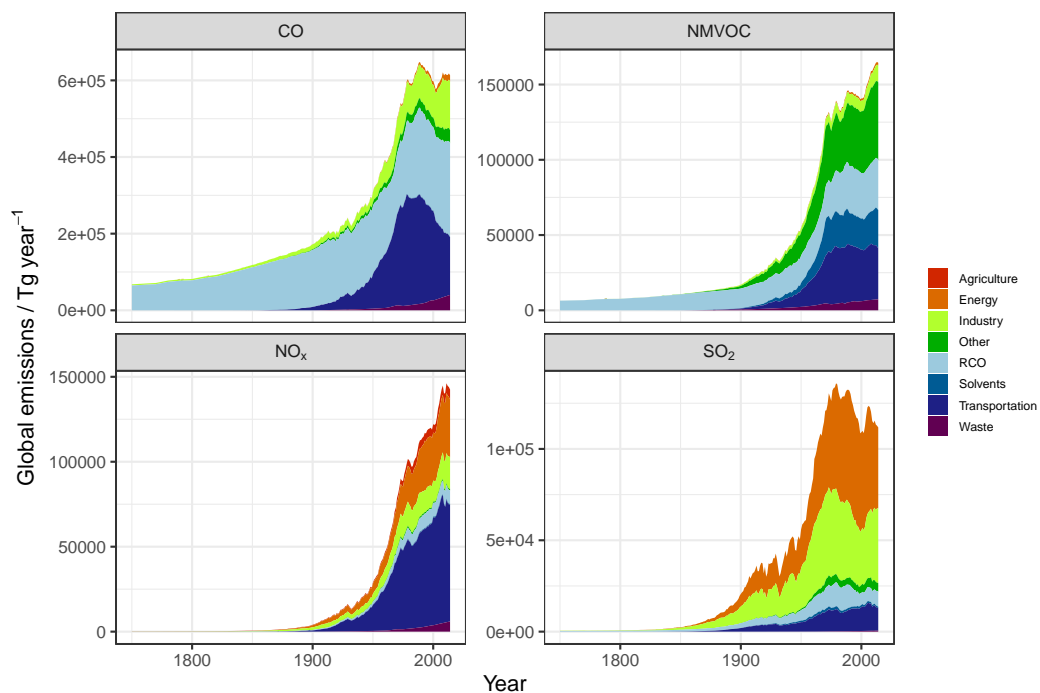 CO
NMVOC
6e+05
4e+05
2e+05
0e+00
150000
100000
50000
0
NOₓ
SO₂
150000
100000
50000
0
1e+05
5e+04
0e+00
1800
1900
2000
1800
1900
2000
Year
Global emissions / Tg year⁻¹
Agriculture
Energy
Industry
Other
RCO
Solvents
Transportation
Waste